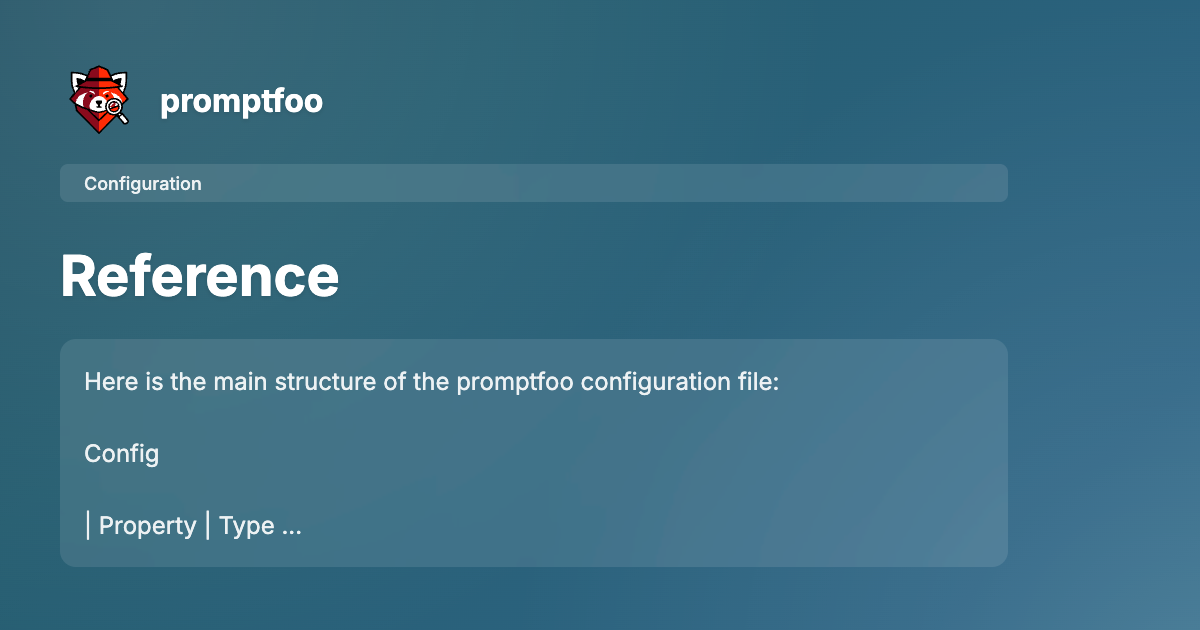 promptfoo
Configuration
Reference
Here is the main structure of the promptfoo configuration file:
Config
| Property | Type ...